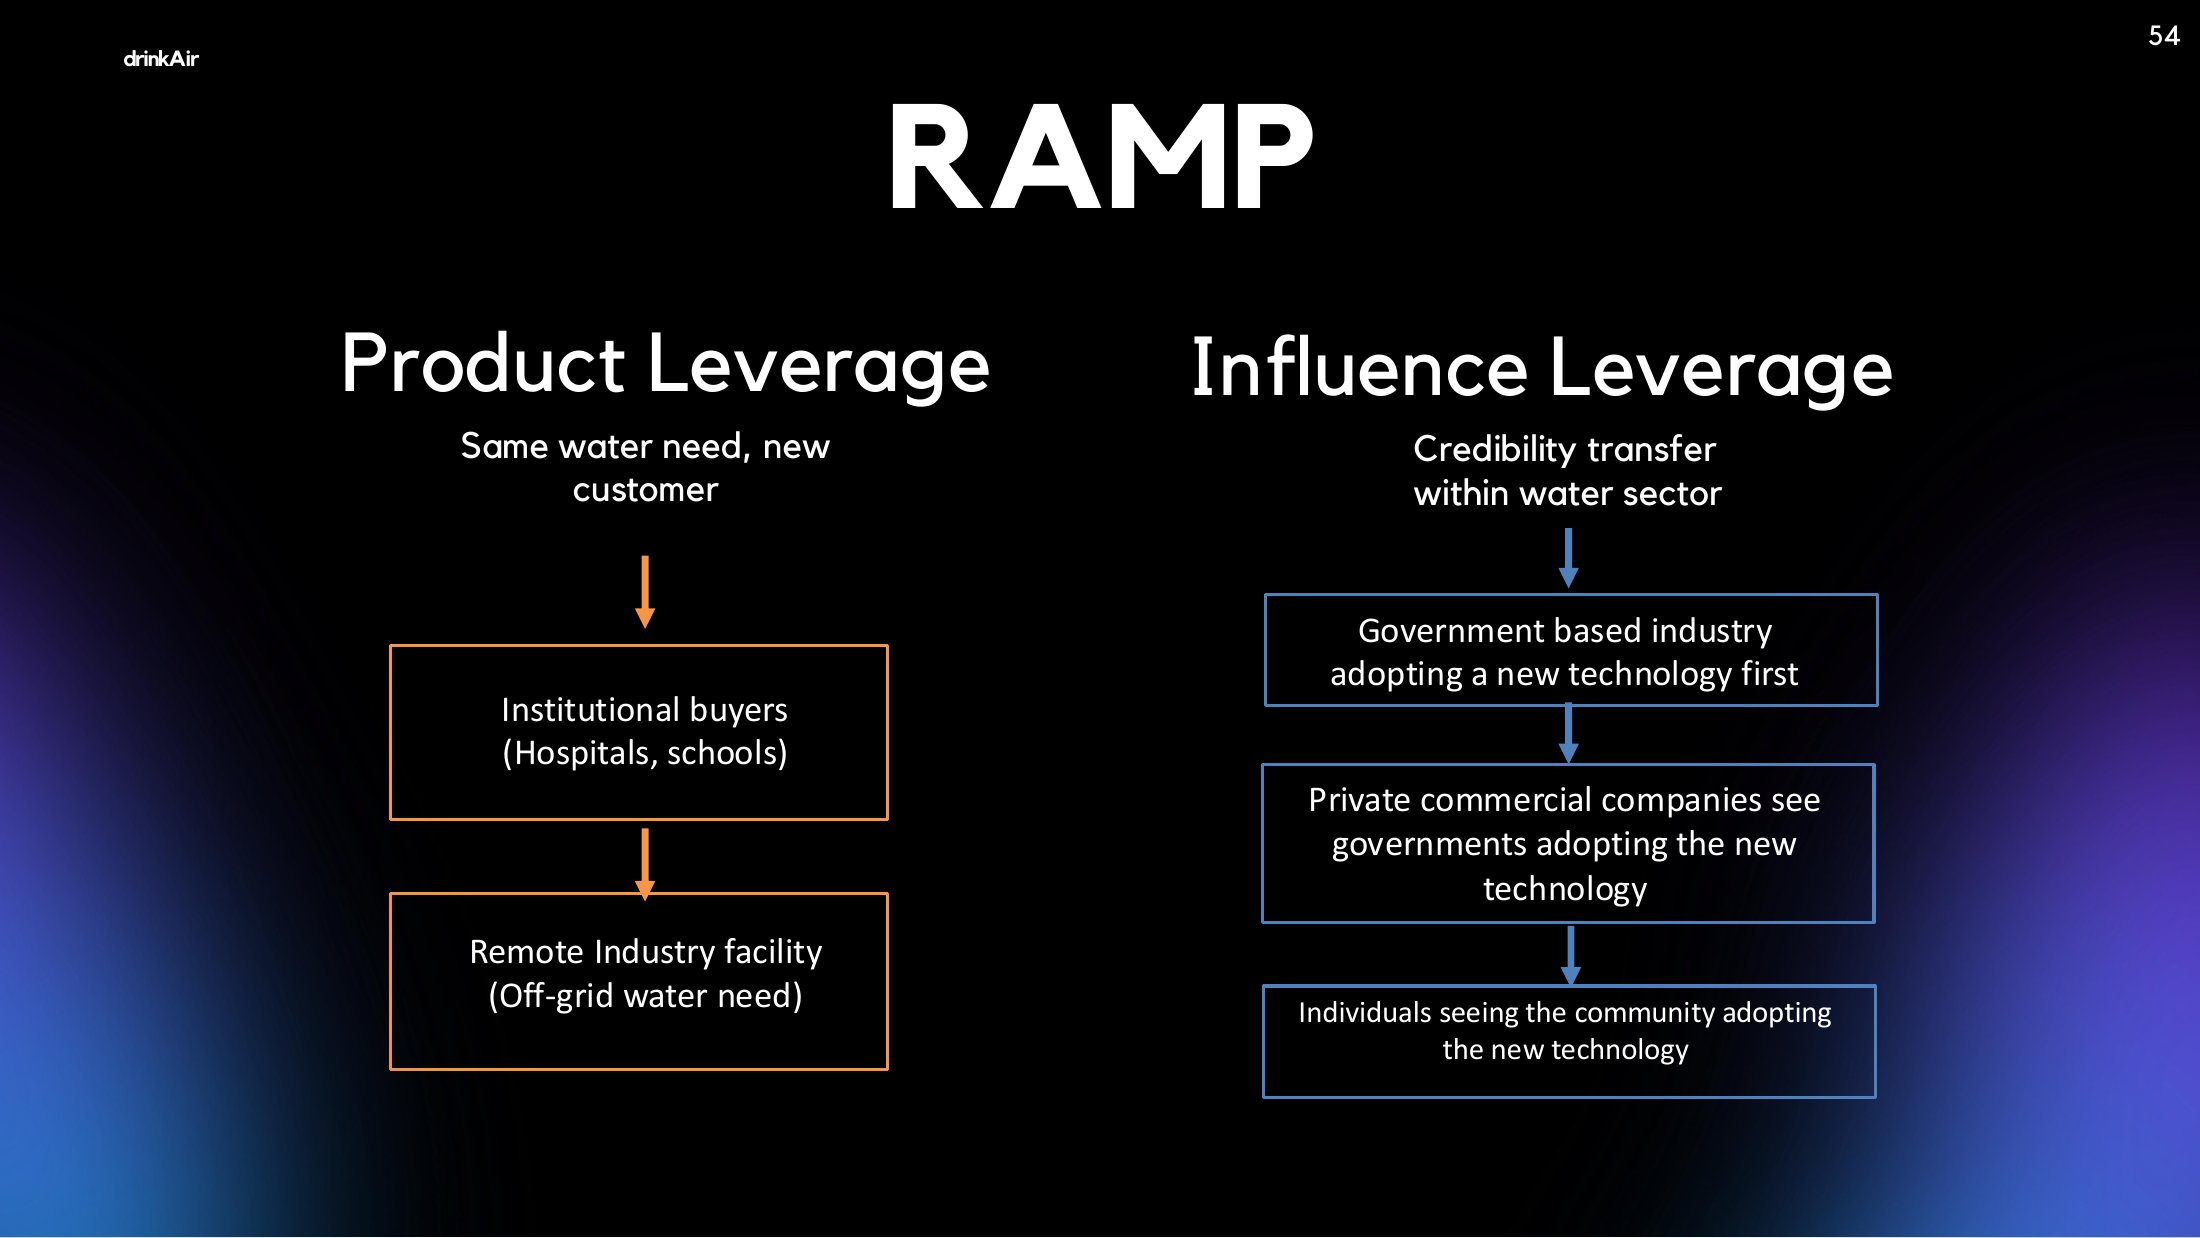 drinkAir
54
RAMP
Product Leverage
Same water need, new
customer
Institutional buyers
(Hospitals, schools)
Remote Industry facility
(Off-grid water need)
Influence Leverage
Credibility transfer
within water sector
Government based industry
adopting a new technology first
Private commercial companies see
governments adopting the new
technology
Individuals seeing the community adopting
the new technology